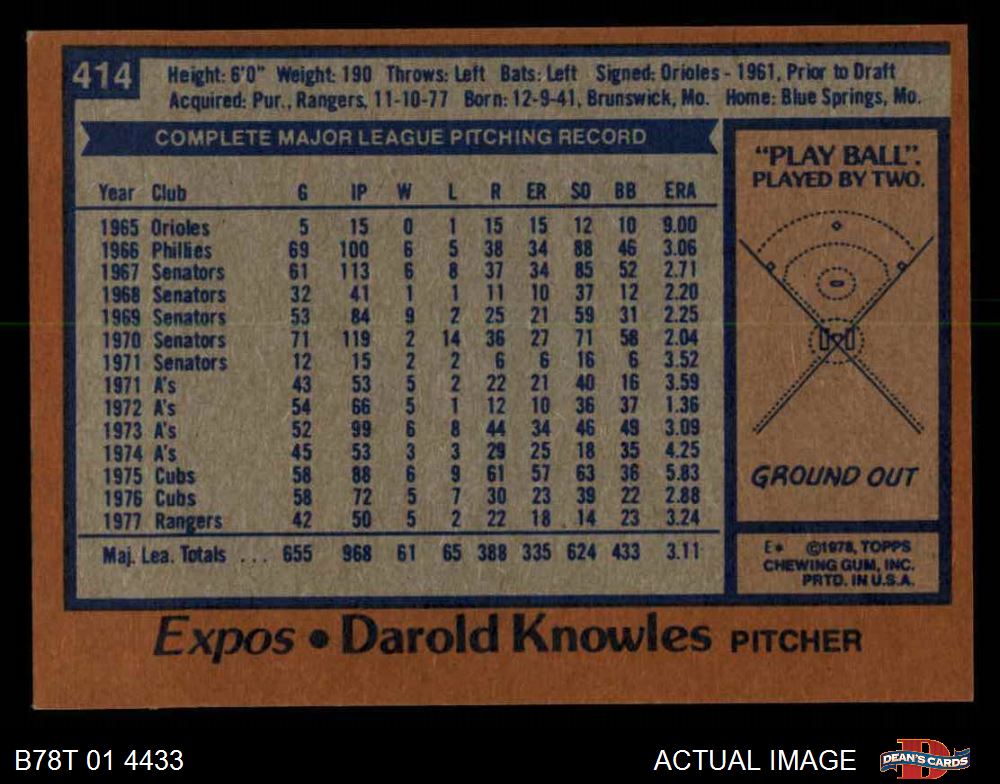 414
Height: 6'0" Weight: 190 Throws: Left Bats: Left Signed: Orioles - 1961, Prior to Draft
Acquired: Pur., Rangers, 11-10-77 Born: 12-9-41, Brunswick, Mo. Home: Blue Springs, Mo.
COMPLETE MAJOR LEAGUE PITCHING RECORD
Year Club G IP W L R ER SO BB ERA
1965 Orioles 5 15 0 1 15 15 12 10 9.00
1966 Phillies 69 100 6 5 38 34 88 46 3.06
1967 Senators 61 113 6 8 37 34 85 52 2.71
1968 Senators 32 41 1 1 11 10 37 12 2.20
1969 Senators 53 84 9 2 25 21 59 31 2.25
1970 Senators 71 119 2 14 36 27 71 58 2.04
1971 Senators 12 15 2 2 6 6 16 6 3.52
1971 A's 43 53 5 2 22 21 40 16 3.59
1972 A's 54 66 5 1 12 10 36 37 1.36
1973 A's 52 99 6 8 44 34 46 49 3.09
1974 A's 45 53 3 3 29 25 18 35 4.25
1975 Cubs 58 88 6 9 61 57 63 36 5.83
1976 Cubs 58 72 5 7 30 23 39 22 2.88
1977 Rangers 42 50 5 2 22 18 14 23 3.24
Maj. Lea. Totals ... 655 968 61 65 388 335 624 433 3.11
"PLAY BALL".
PLAYED BY TWO.
GROUND OUT
E* ©1978, TOPPS
CHEWING GUM, INC.
PRTD. IN U.S.A.
Expos • Darold Knowles PITCHER
B78T 01 4433
ACTUAL IMAGE
DEAN'S CARDS